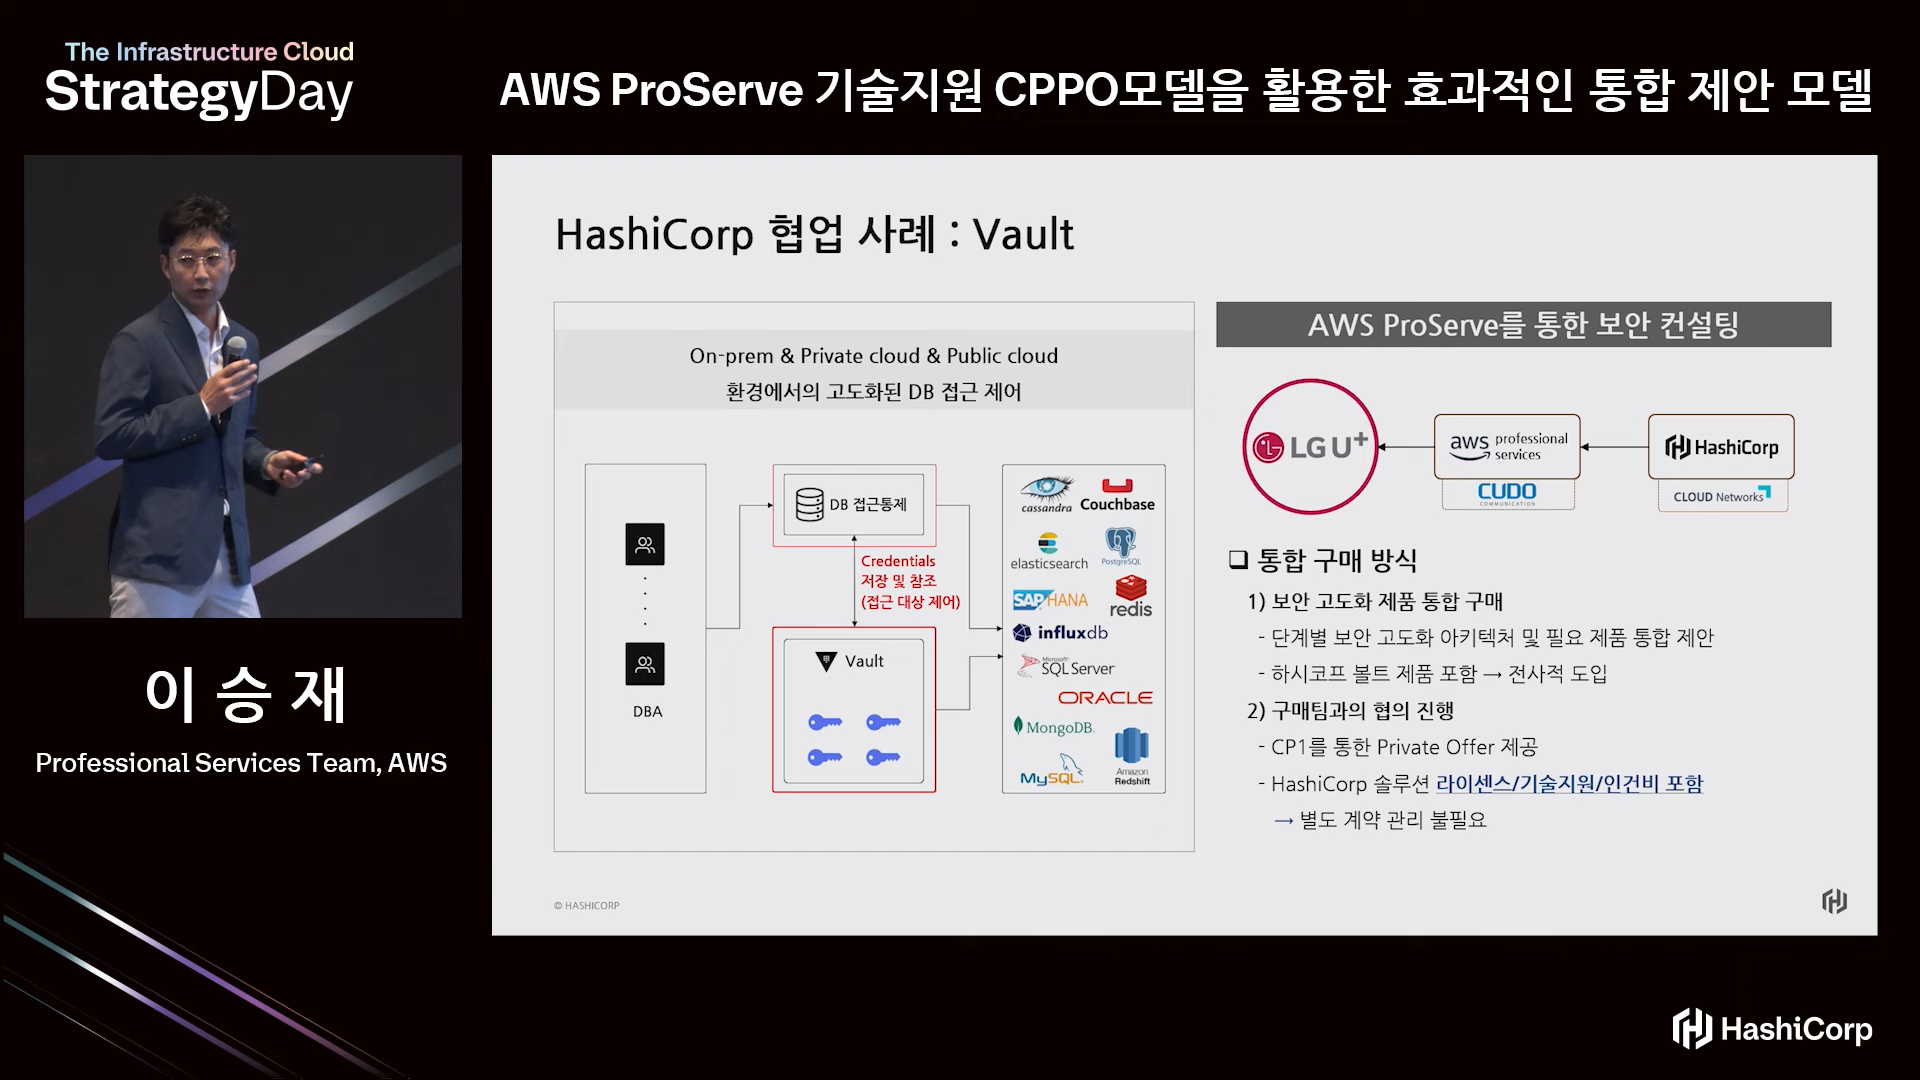 The Infrastructure Cloud
StrategyDay
AWS ProServe 기술지원 CPPO모델을 활용한 효과적인 통합 제안 모델
이 승 재
Professional Services Team, AWS
HashiCorp 협업 사례 : Vault
On-prem & Private cloud & Public cloud
환경에서의 고도화된 DB 접근 제어
DBA
DB 접근통제
Credentials
저장 및 참조
(접근 대상 제어)
Vault
cassandra
Couchbase
elasticsearch
PostgreSQL
SAP HANA
redis
influxdb
Microsoft
SQL Server
ORACLE
MongoDB.
MySQL
Amazon
Redshift
AWS ProServe를 통한 보안 컨설팅
LG U+
aws professional
services
HashiCorp
CUDO
COMMUNICATION
CLOUD Networks
❑ 통합 구매 방식
1) 보안 고도화 제품 통합 구매
- 단계별 보안 고도화 아키텍처 및 필요 제품 통합 제안
- 하시코프 볼트 제품 포함 → 전사적 도입
2) 구매팀과의 협의 진행
- CP1를 통한 Private Offer 제공
- HashiCorp 솔루션 라이센스/기술지원/인건비 포함
→ 별도 계약 관리 불필요
© HASHICORP
HashiCorp